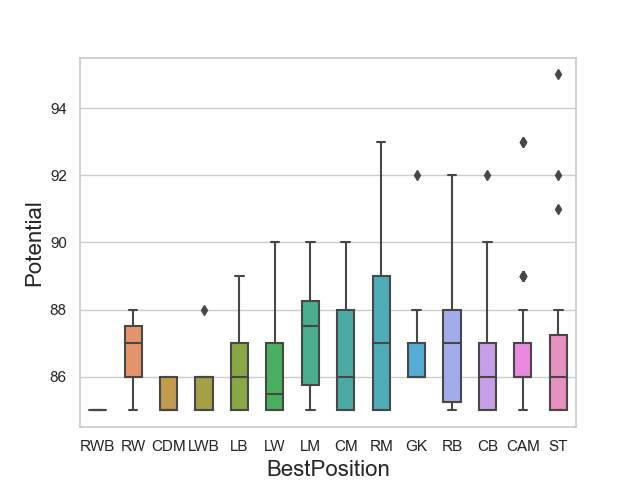 94
92
90
88
86
Potential
RWB RW CDM LWB LB LW LM CM RM GK RB CB CAM ST
BestPosition